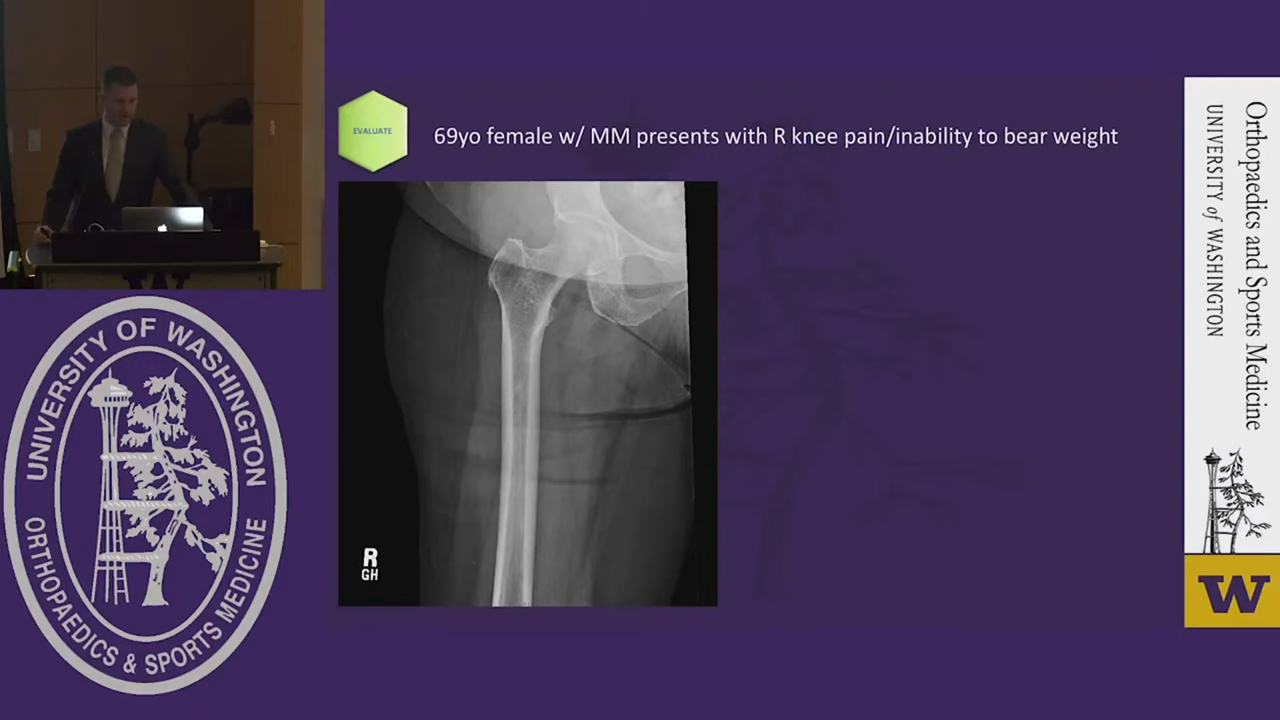 EVALUATE
69yo female w/ MM presents with R knee pain/inability to bear weight
R
GH
UNIVERSITY OF WASHINGTON
ORTHOPAEDICS & SPORTS MEDICINE
Orthopaedics and Sports Medicine
UNIVERSITY of WASHINGTON
W